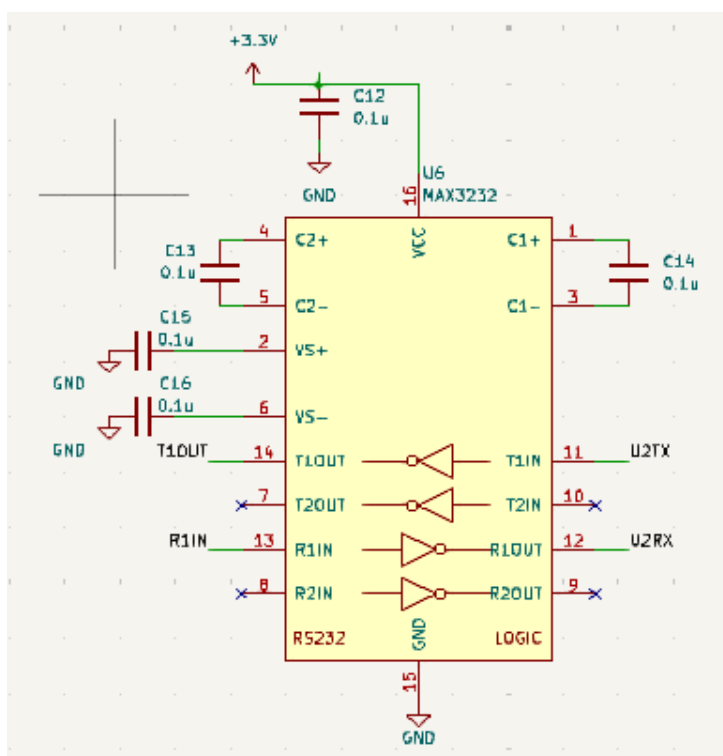 +3.3V
C12
0.1u
GND
U6
MAX3232
16
VCC
4
C2+
C1+
1
C13
0.1u
C14
0.1u
5
C2-
C1-
3
C15
0.1u
2
VS+
GND
C16
0.1u
6
VS-
GND
T1OUT
14
T1OUT
T1IN
11
U2TX
7
T2OUT
T2IN
10
R1IN
13
R1IN
R1OUT
12
U2RX
8
R2IN
R2OUT
9
RS232
GND
LOGIC
15
GND